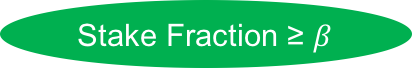 Stake Fraction ≥ 𝛽